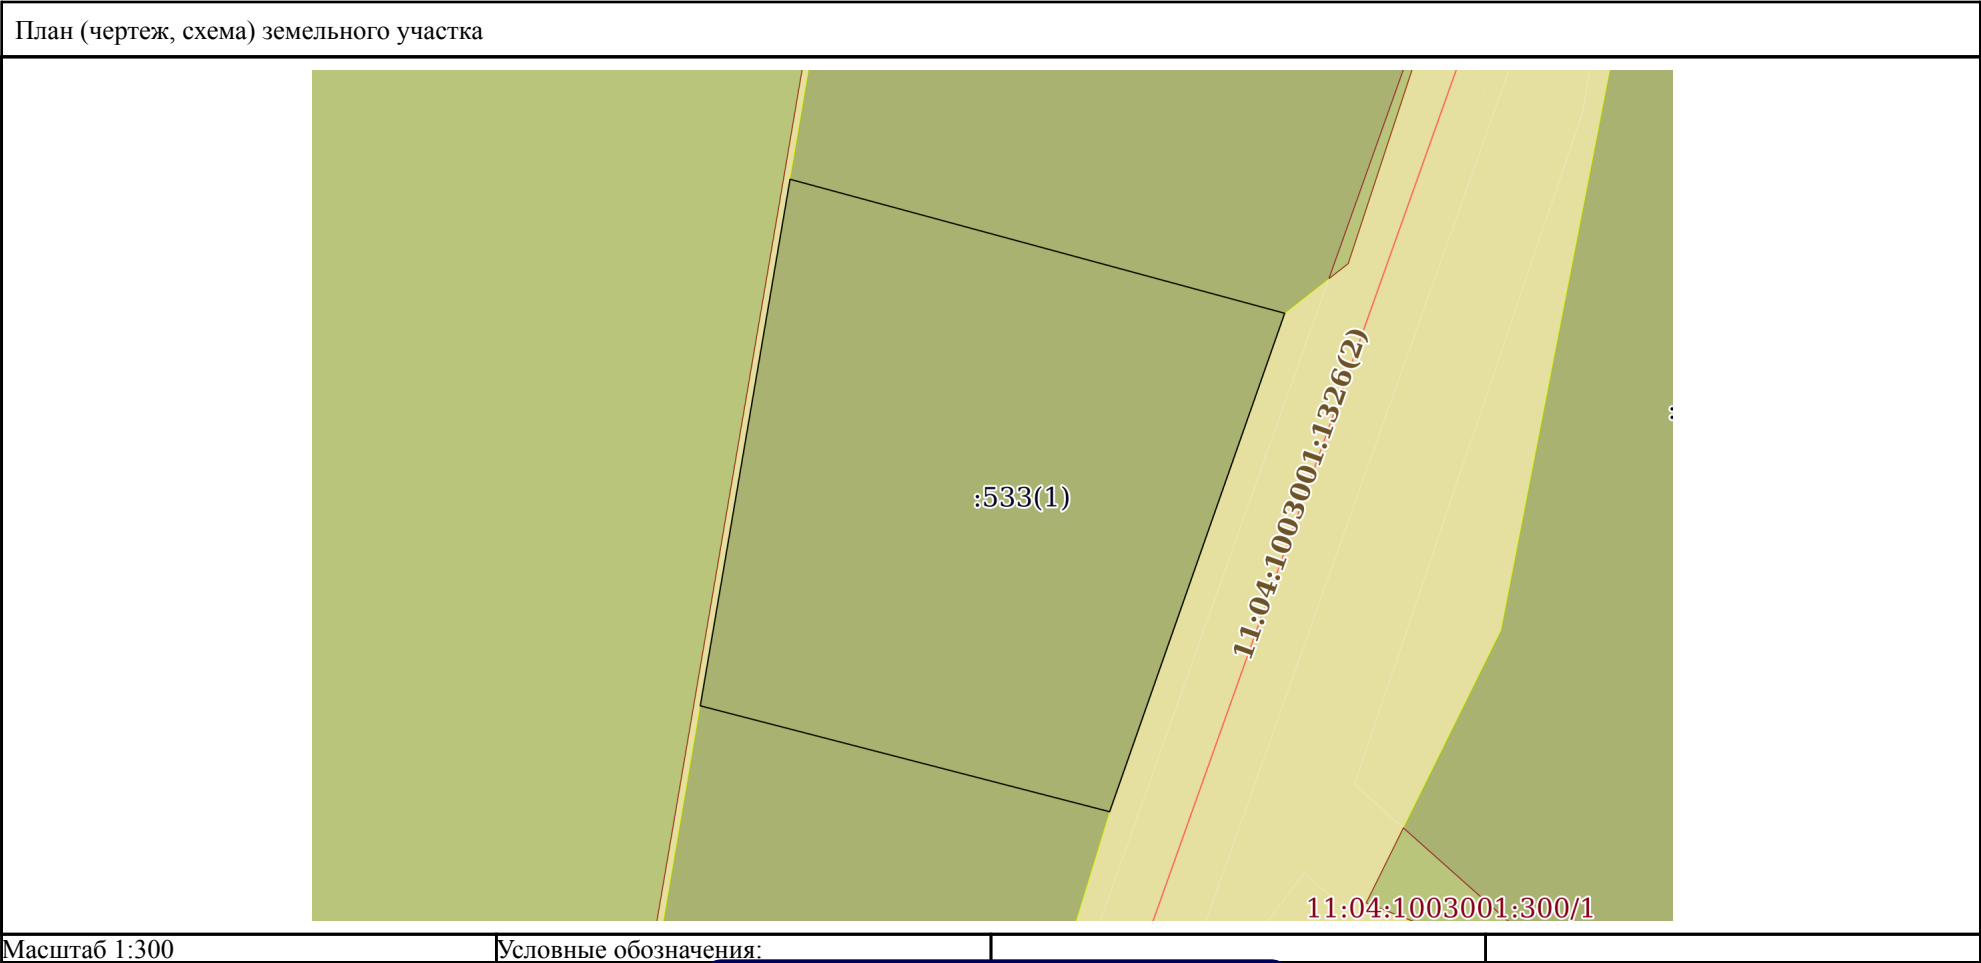 План (чертеж, схема) земельного участка
11:04:1003001:1326(2)
:533(1)
11:04:1003001:300/1
Масштаб 1:300
Условные обозначения: